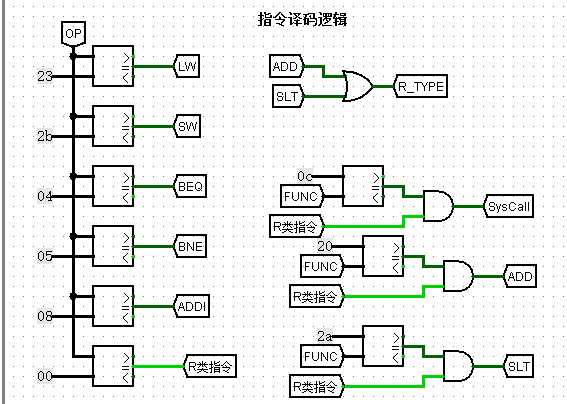 指令译码逻辑
OP
23
> = <
LW
2b
> = <
SW
04
> = <
BEQ
05
> = <
BNE
08
> = <
ADDI
00
> = <
R类指令
ADD
SLT
R_TYPE
0c
FUNC
> = <
R类指令
SysCall
20
FUNC
> = <
R类指令
ADD
2a
FUNC
> = <
R类指令
SLT